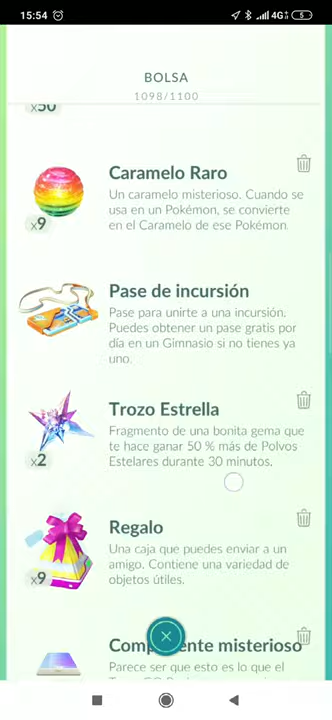 15:54
4G
5
BOLSA
1098/1100
x50
Caramelo Raro
Un caramelo misterioso. Cuando se
usa en un Pokémon, se convierte
en el Caramelo de ese Pokémon.
x9
Pase de incursión
Pase para unirte a una incursión.
Puedes obtener un pase gratis por
día en un Gimnasio si no tienes ya
uno.
Trozo Estrella
Fragmento de una bonita gema que
te hace ganar 50 % más de Polvos
Estelares durante 30 minutos.
x2
Regalo
Una caja que puedes enviar a un
amigo. Contiene una variedad de
objetos útiles.
x9
misterioso
Parece ser que esto es lo que el